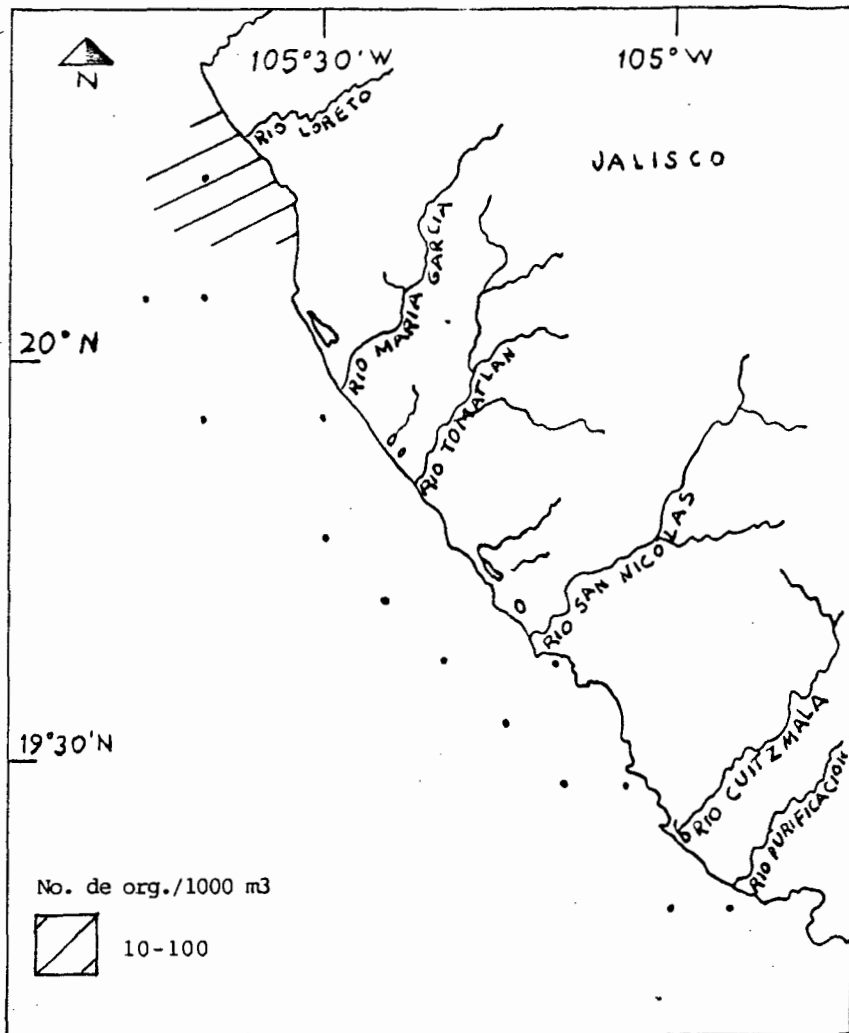 105°30'W
105°W
N
RIO LORETO
JALISCO
RIO MARIA GARCIA
20°N
RIO TOMATLAN
RIO SAN NICOLAS
19°30'N
RIO CUITZMALA
RIO PURIFICACION
No. de org./1000 m3
10-100